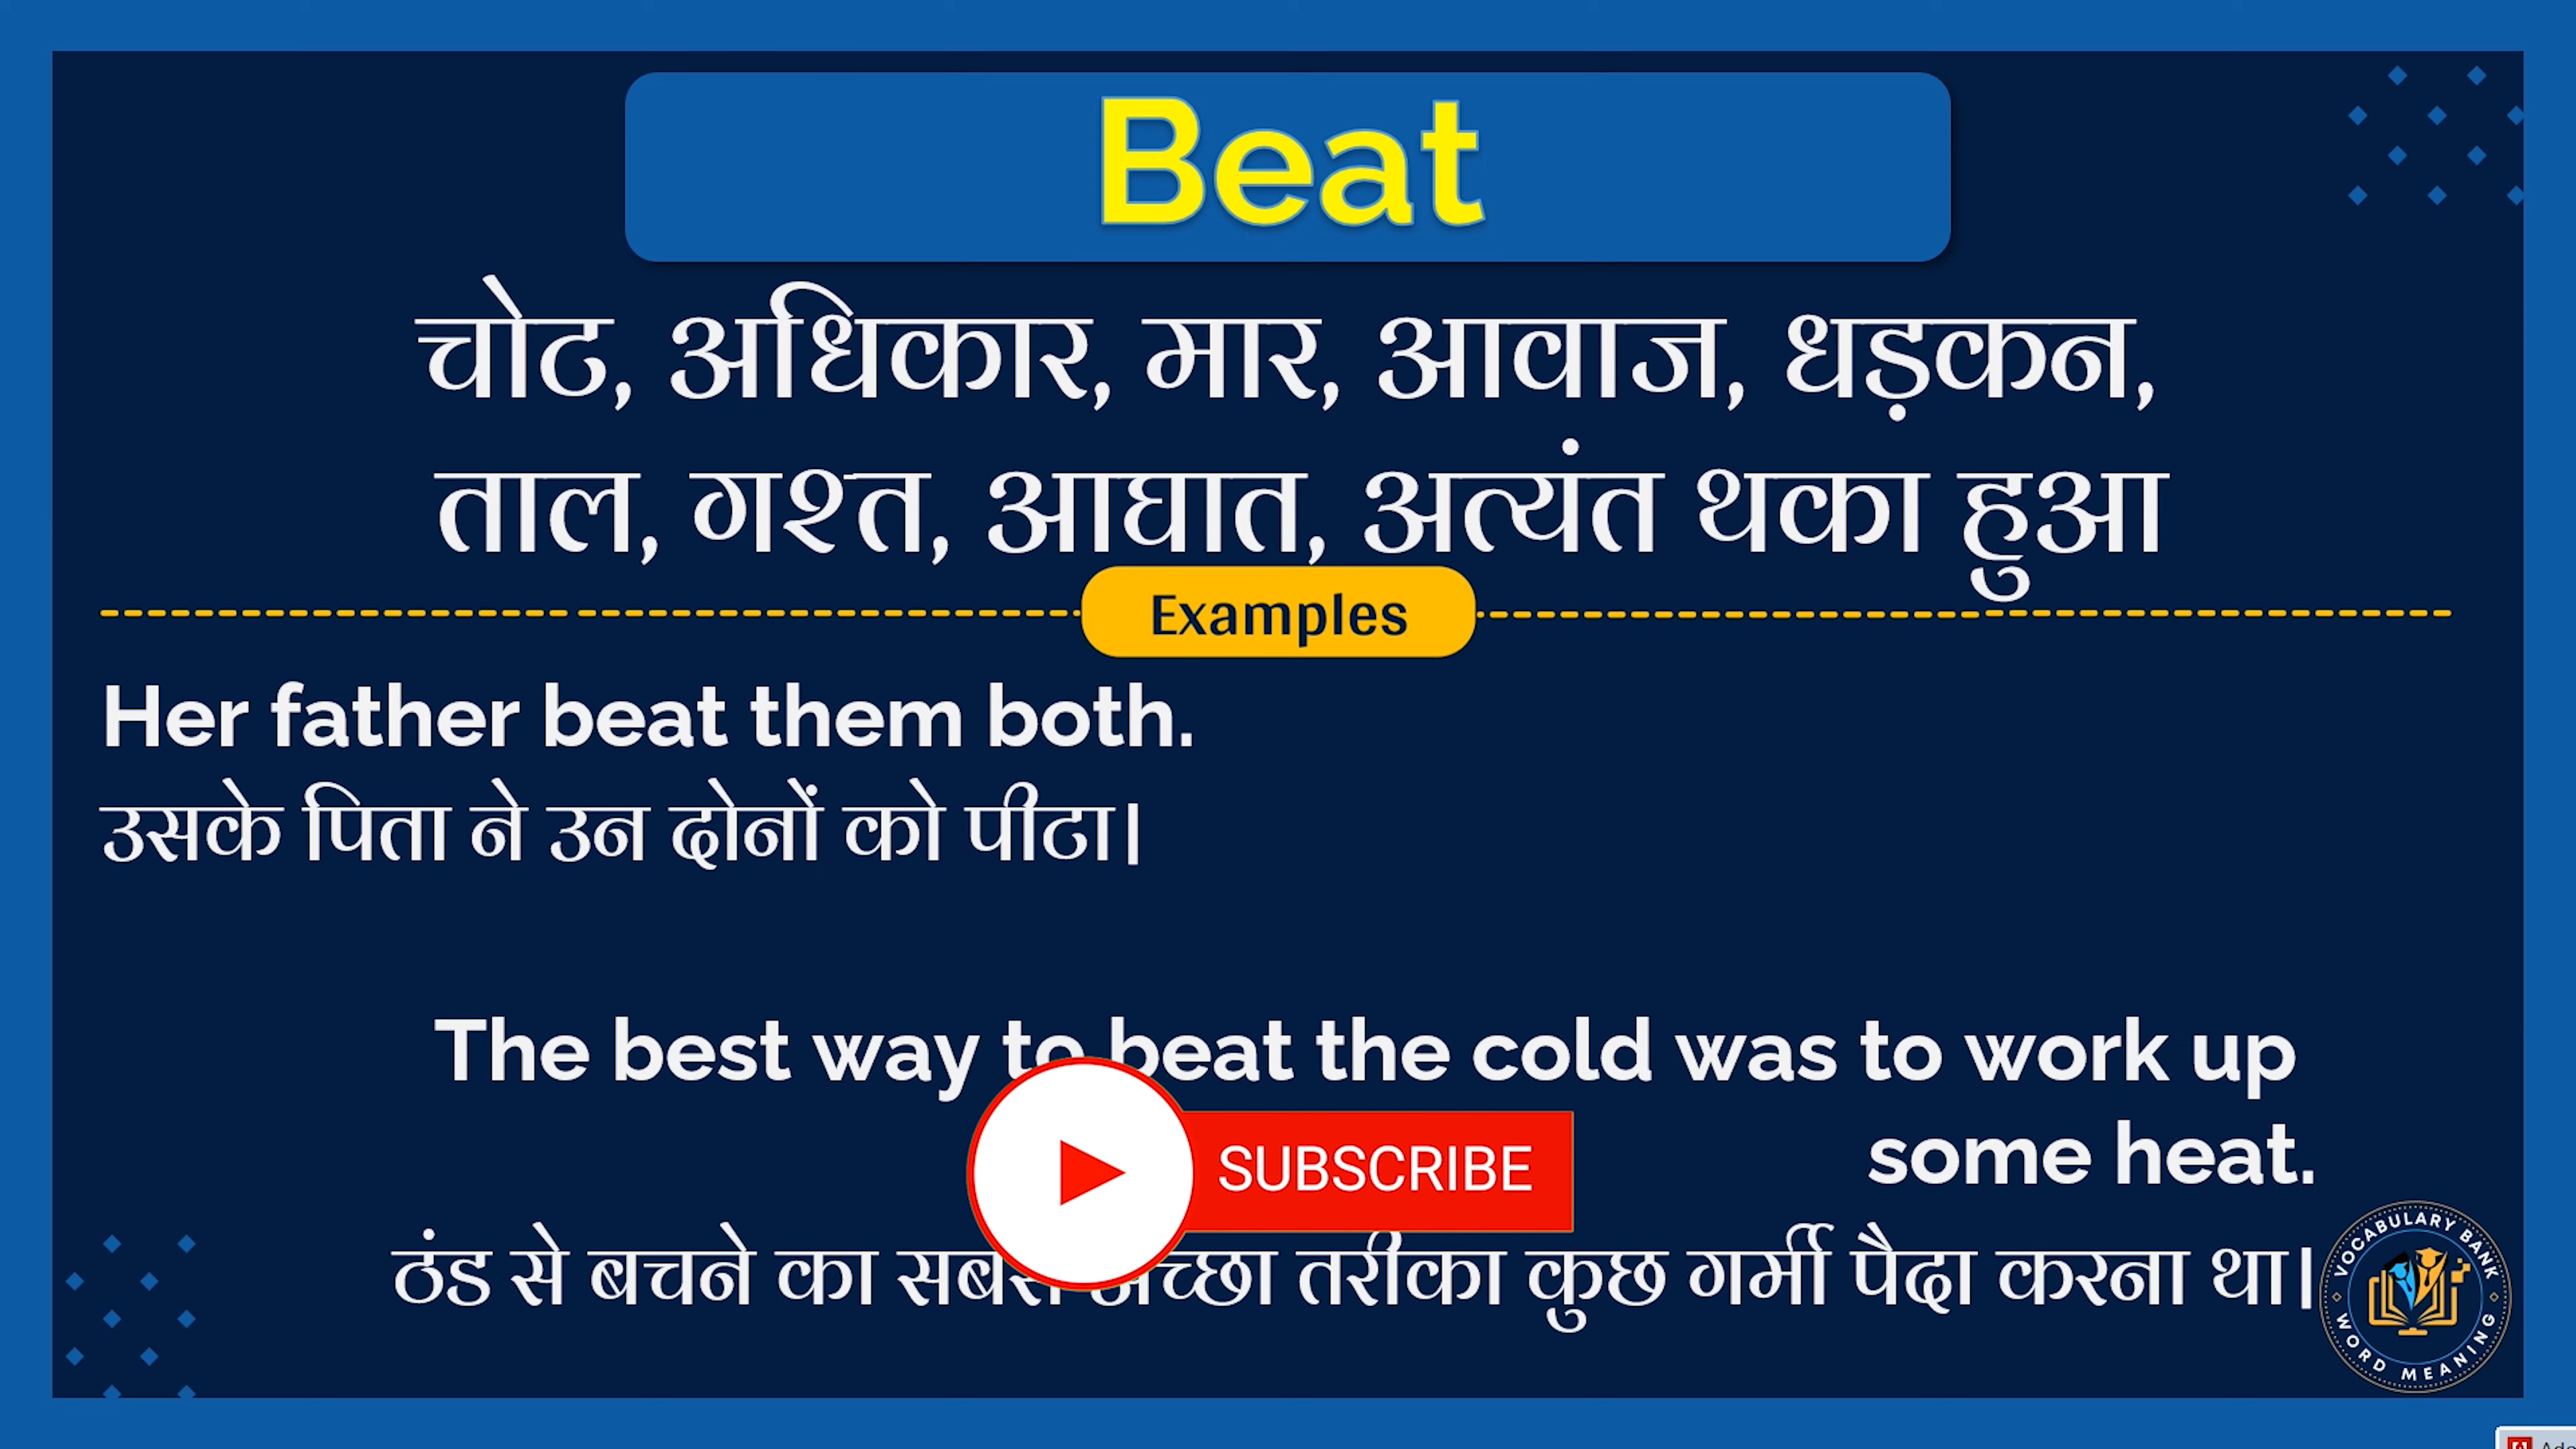 Beat
चोट, अधिकार, मार, आवाज, धड़कन,
ताल, गश्त, आघात, अत्यंत थका हुआ
Examples
Her father beat them both.
उसके पिता ने उन दोनों को पीटा।
The best way to beat the cold was to work up
SUBSCRIBE
some heat.
ठंड से बचने का तरीका कुछ गर्मी पैदा करना था।
VOCABULARY BANK
WORD MEANING